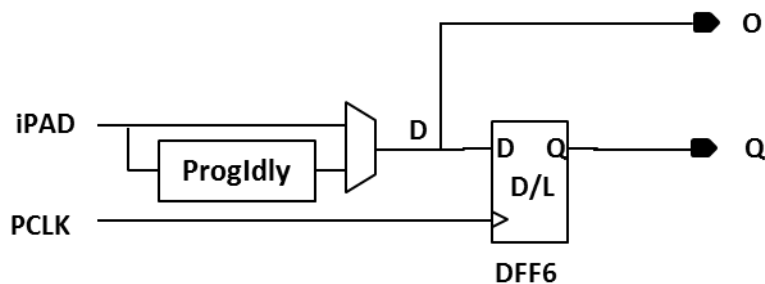 O
iPAD
D
D Q
Q
ProgIdly
D/L
PCLK
DFF6